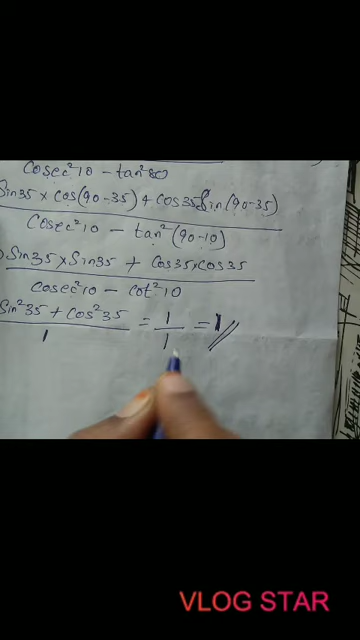 Cosec²10 - tan²80
Sin35 × Cos(90-35) + Cos35 Sin(90-35)
Cosec²10 - tan²(90-10)
Sin35 × Sin35 + Cos35 × Cos35
Cosec²10 - Cot²10
Sin²35 + Cos²35 = 1 = 1
1 1
VLOG STAR